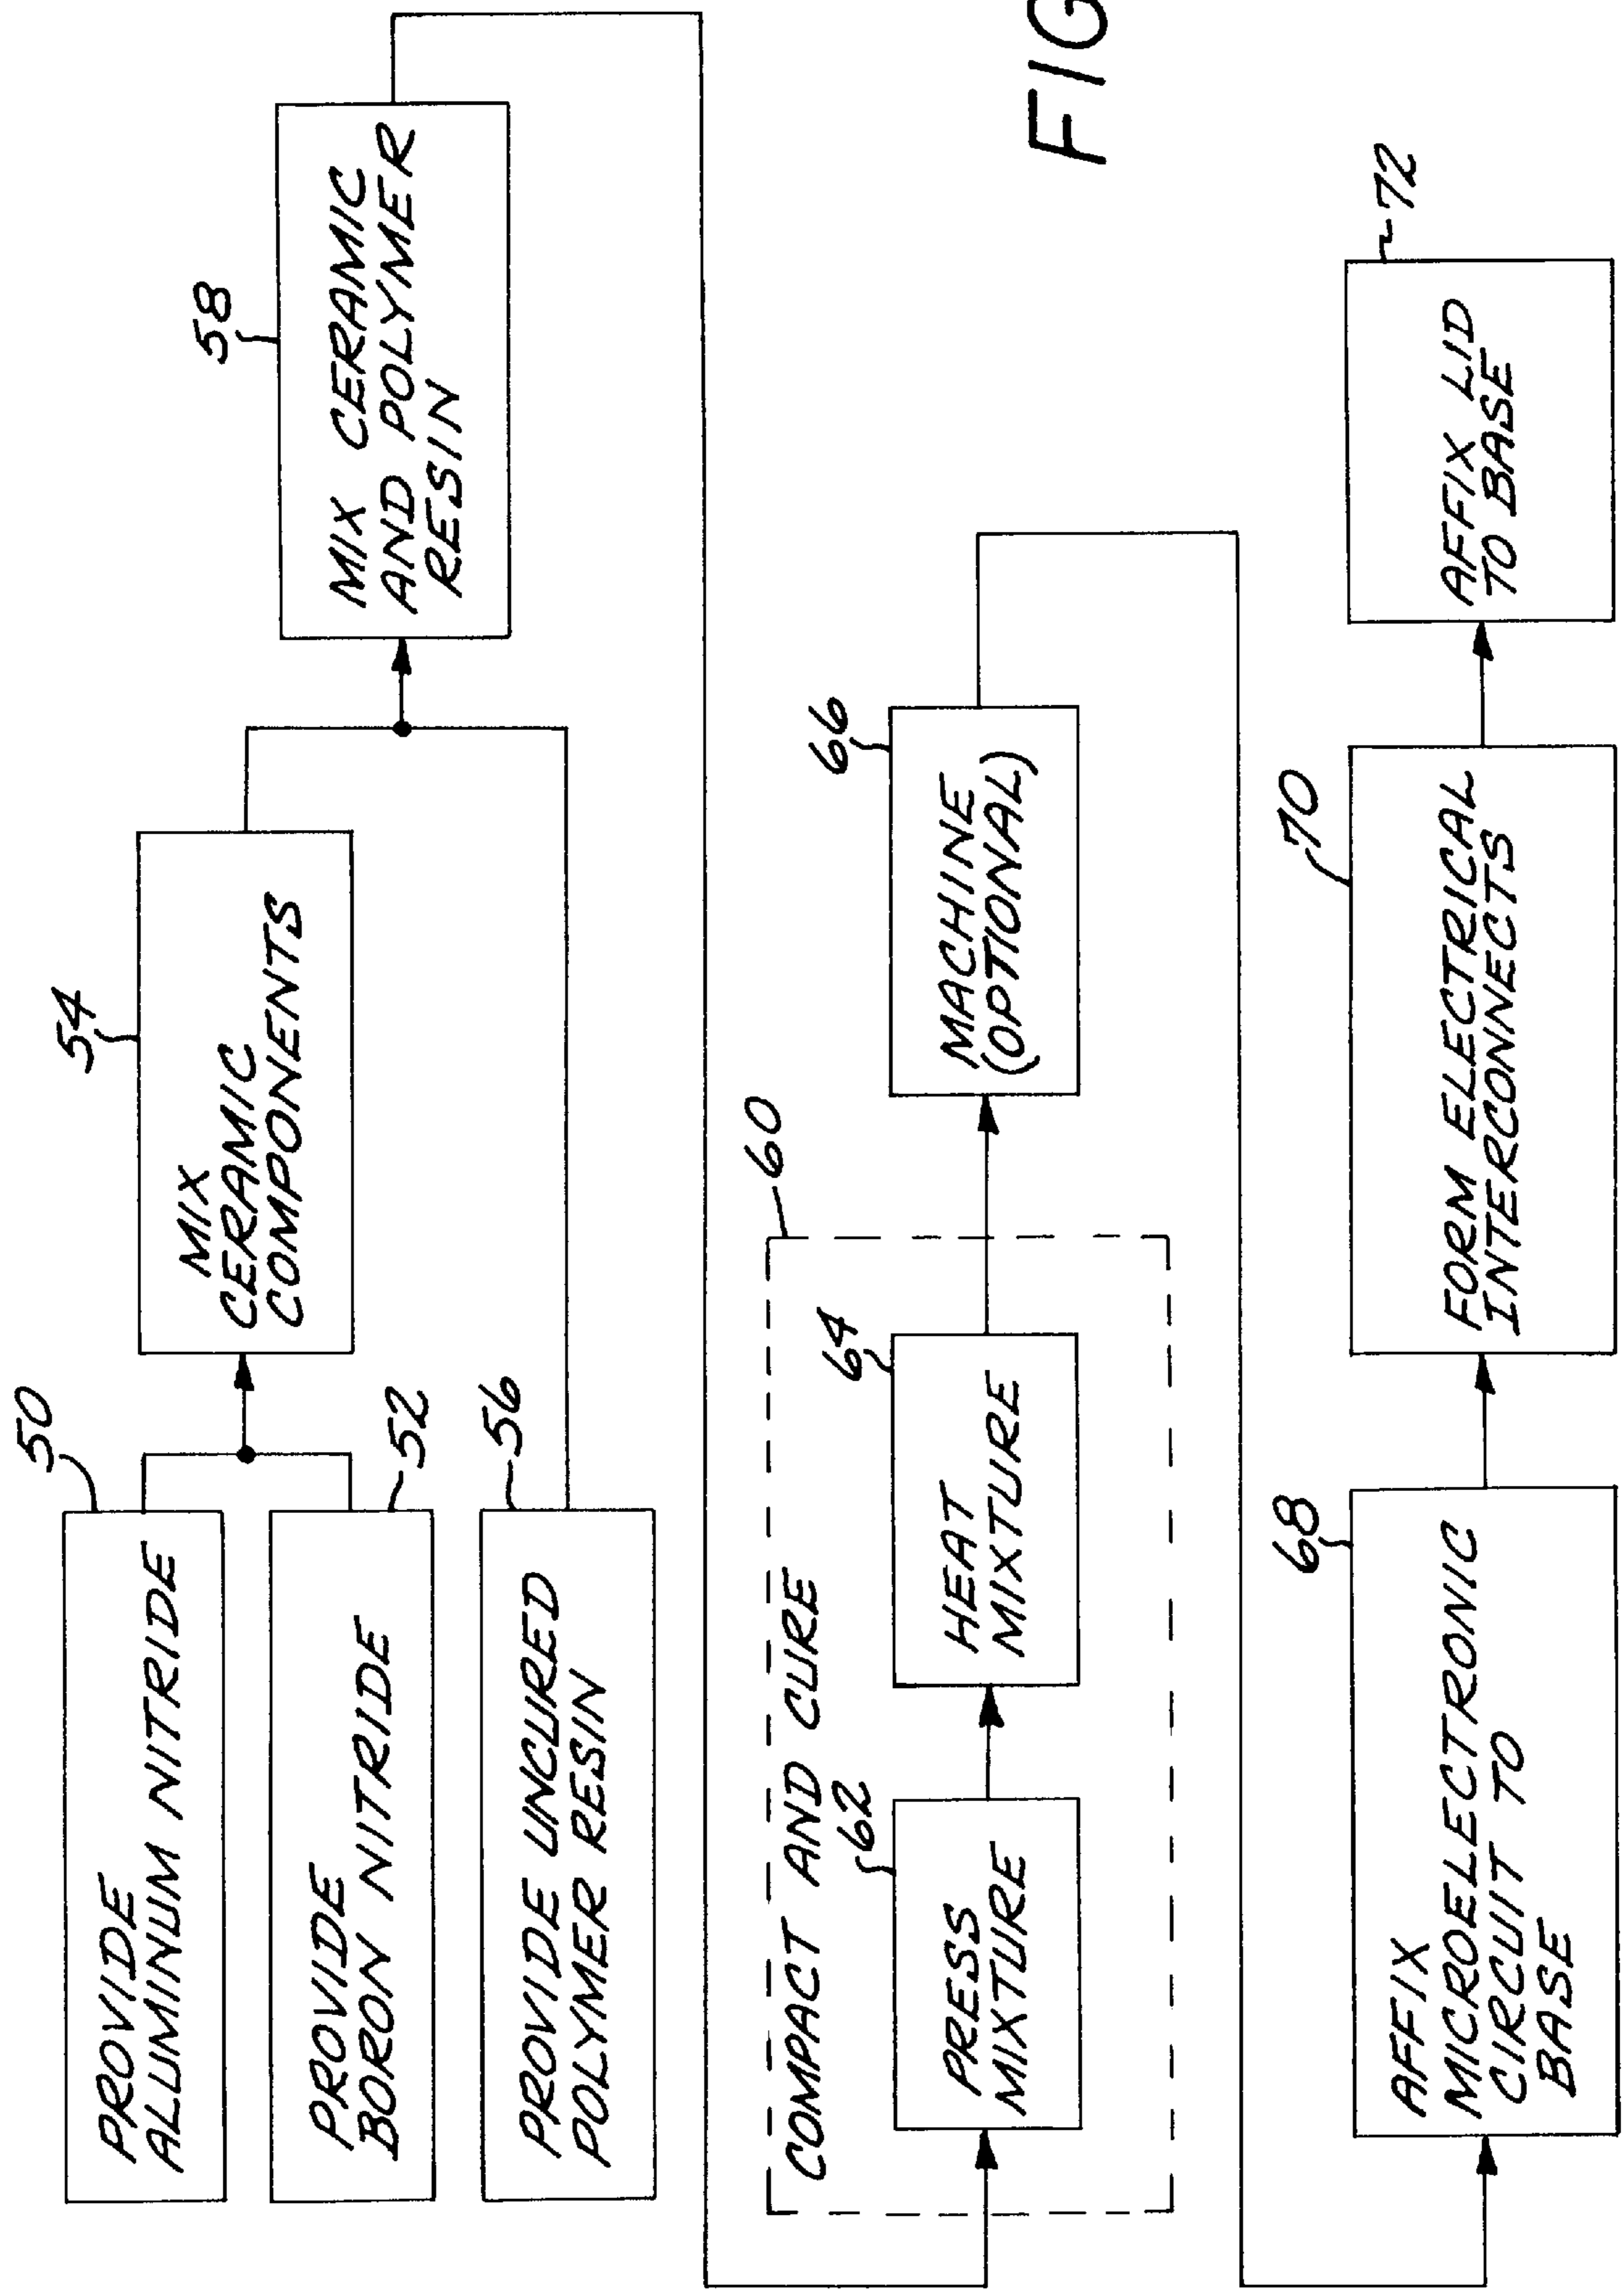 50
PROVIDE
ALUMINUM NITRIDE
52
PROVIDE
BORON NITRIDE
54
MIX
CERAMIC
COMPONENTS
56
PROVIDE UNCURED
POLYMER RESIN
58
MIX CERAMIC
AND POLYMER
RESIN
60
COMPACT AND CURE
62
PRESS
MIXTURE
64
HEAT
MIXTURE
66
MACHINE
(OPTIONAL)
FIG
68
AFFIX
MICROELECTRONIC
CIRCUIT TO
BASE
70
FORM ELECTRICAL
INTERCONNECTS
72
AFFIX LID
TO BASE